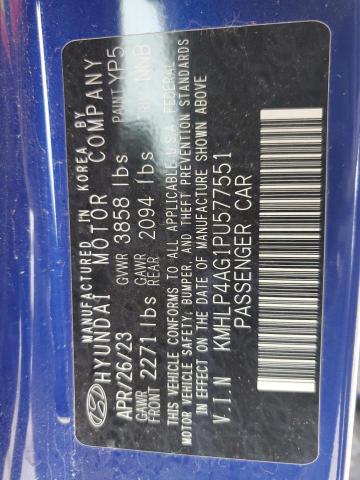 MANUFACTURED IN KOREA BY
HYUNDAI MOTOR COMPANY
APR/26/23 GVWR 3858 lbs PAINT YP5
GAWR FRONT 2271 lbs GAWR REAR 2094 lbs NNB
THIS VEHICLE CONFORMS TO ALL APPLICABLE U.S.A. FEDERAL
MOTOR VEHICLE SAFETY, BUMPER, AND THEFT PREVENTION STANDARDS
IN EFFECT ON THE DATE OF MANUFACTURE SHOWN ABOVE
V.I.N KMHLP4AG1PU577551
PASSENGER CAR